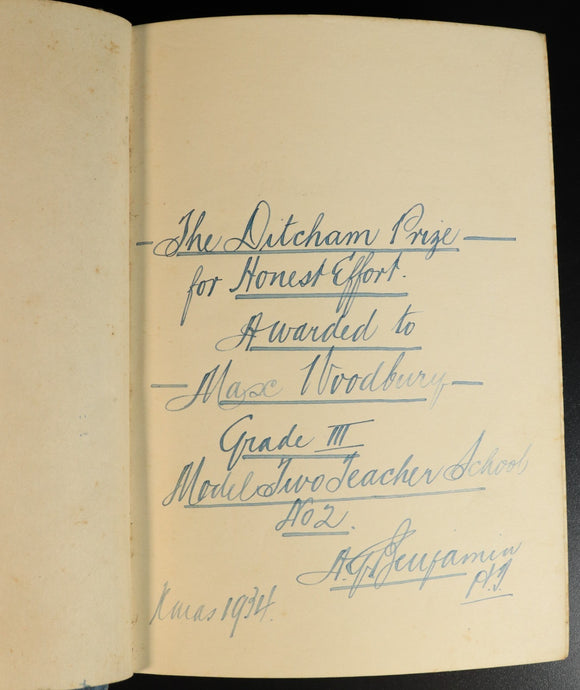 The Ditcham Prize
for Honest Effort.
Awarded to
Max Woodbury
Grade III
Model Two Teacher School
No 2.
Benjamin
Xmas 1934.